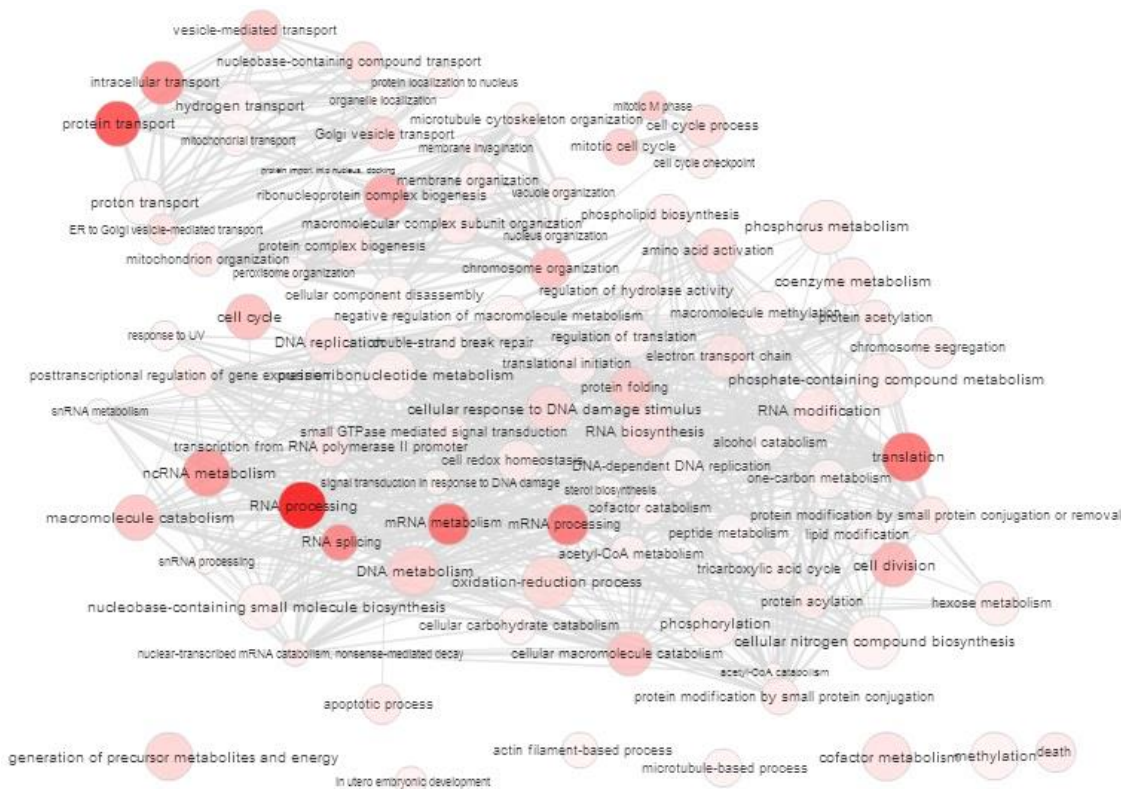 vesicle-mediated transport
nucleobase-containing compound transport
intracellular transport
protein localization to nucleus
hydrogen transport
organelle localization
protein transport
microtubule cytoskeleton organization
mitotic M phase
cell cycle process
mitochondrial transport
Golgi vesicle transport
membrane invagination
mitotic cell cycle
cell cycle checkpoint
protein import into nucleus, docking
membrane organization
ribonucleoprotein complex biogenesis
vacuole organization
proton transport
macromolecular complex subunit organization
phospholipid biosynthesis
phosphorus metabolism
ER to Golgi vesicle-mediated transport
nucleus organization
protein complex biogenesis
amino acid activation
mitochondrion organization
peroxisome organization
chromosome organization
coenzyme metabolism
cellular component disassembly
regulation of hydrolase activity
cell cycle
negative regulation of macromolecule metabolism
macromolecule methylation
protein acetylation
response to UV
DNA replication
double-strand break repair
regulation of translation
chromosome segregation
translational initiation
electron transport chain
posttranscriptional regulation of gene expression
purine ribonucleotide metabolism
protein folding
phosphate-containing compound metabolism
snRNA metabolism
cellular response to DNA damage stimulus
RNA modification
small GTPase mediated signal transduction
RNA biosynthesis
alcohol catabolism
transcription from RNA polymerase II promoter
translation
cell redox homeostasis
DNA-dependent DNA replication
ncRNA metabolism
signal transduction in response to DNA damage
sterol biosynthesis
one-carbon metabolism
RNA processing
cofactor catabolism
macromolecule catabolism
mRNA metabolism
mRNA processing
protein modification by small protein conjugation or removal
peptide metabolism
lipid modification
RNA splicing
acetyl-CoA metabolism
snRNA processing
DNA metabolism
tricarboxylic acid cycle
cell division
oxidation-reduction process
nucleobase-containing small molecule biosynthesis
protein acylation
hexose metabolism
cellular carbohydrate catabolism
phosphorylation
cellular nitrogen compound biosynthesis
nuclear-transcribed mRNA catabolism, nonsense-mediated decay
cellular macromolecule catabolism
acetyl-CoA catabolism
protein modification by small protein conjugation
apoptotic process
generation of precursor metabolites and energy
actin filament-based process
cofactor metabolism
methylation
death
microtubule-based process
in utero embryonic development